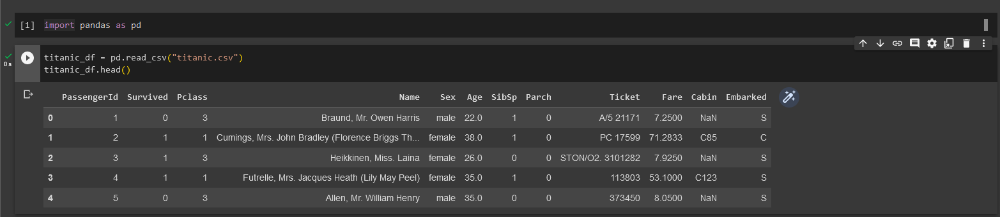 [1] import pandas as pd
0 s
titanic_df = pd.read_csv("titanic.csv")
titanic_df.head()
PassengerId Survived Pclass Name Sex Age SibSp Parch Ticket Fare Cabin Embarked
0 1 0 3 Braund, Mr. Owen Harris male 22.0 1 0 A/5 21171 7.2500 NaN S
1 2 1 1 Cumings, Mrs. John Bradley (Florence Briggs Th... female 38.0 1 0 PC 17599 71.2833 C85 C
2 3 1 3 Heikkinen, Miss. Laina female 26.0 0 0 STON/O2. 3101282 7.9250 NaN S
3 4 1 1 Futrelle, Mrs. Jacques Heath (Lily May Peel) female 35.0 1 0 113803 53.1000 C123 S
4 5 0 3 Allen, Mr. William Henry male 35.0 0 0 373450 8.0500 NaN S